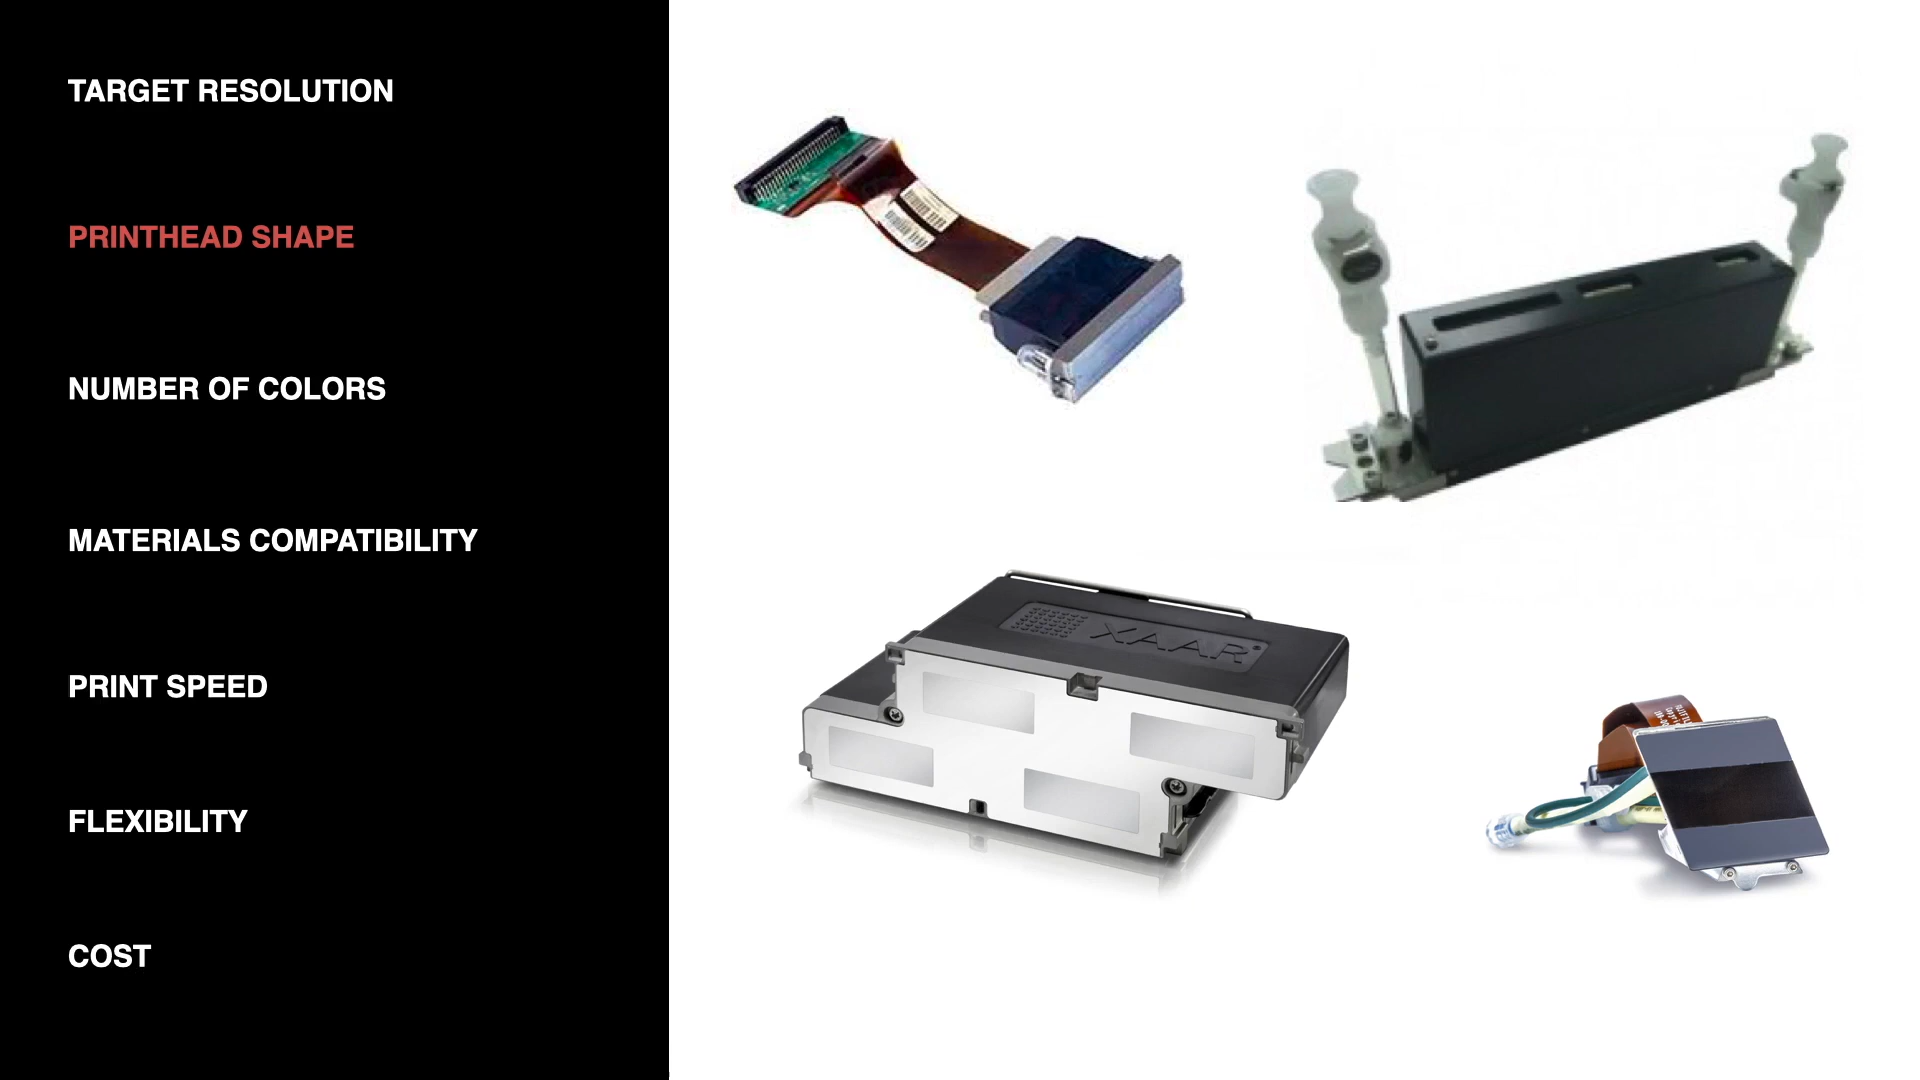 TARGET RESOLUTION
PRINTHEAD SHAPE
NUMBER OF COLORS
MATERIALS COMPATIBILITY
PRINT SPEED
FLEXIBILITY
COST
XAAR